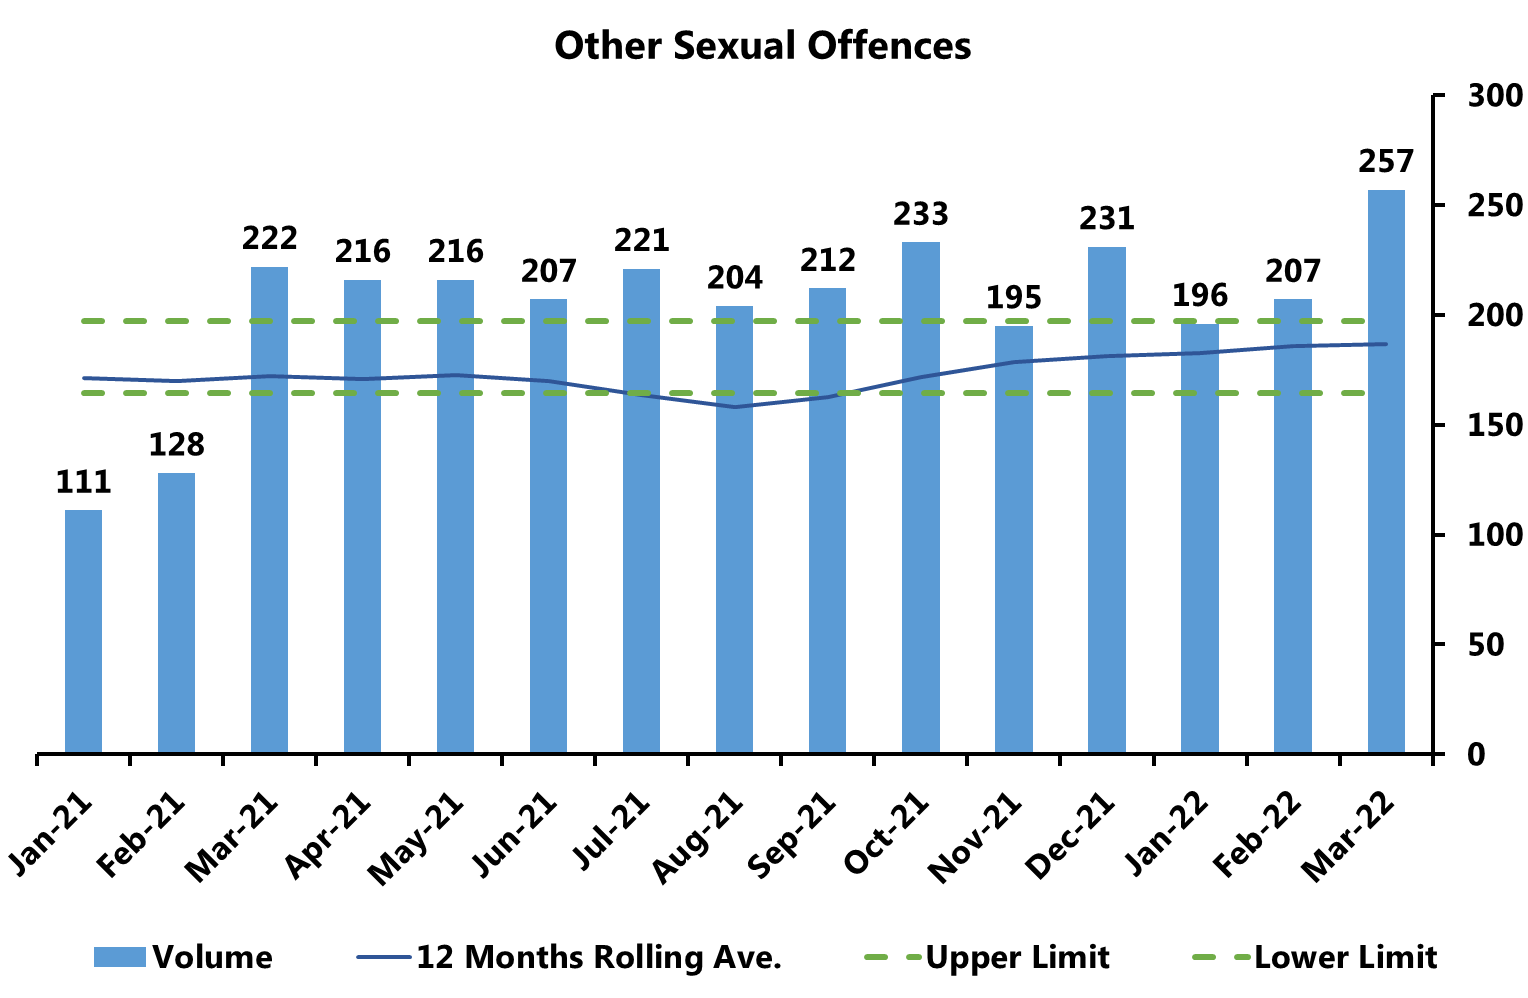 Other Sexual Offences
300
250
200
150
100
50
0
111
128
222
216
216
207
221
204
212
233
195
231
196
207
257
Jan-21
Feb-21
Mar-21
Apr-21
May-21
Jun-21
Jul-21
Aug-21
Sep-21
Oct-21
Nov-21
Dec-21
Jan-22
Feb-22
Mar-22
Volume
12 Months Rolling Ave.
Upper Limit
Lower Limit